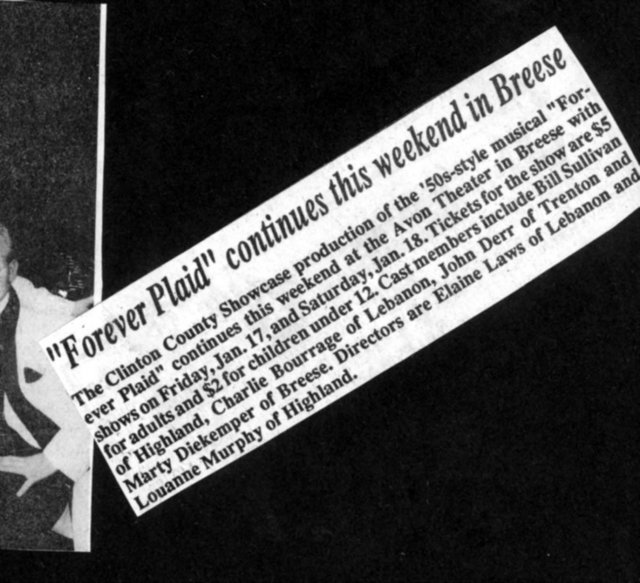 "Forever Plaid" continues this weekend in Breese
The Clinton County Showcase production of the '50s-style musical "For-
ever Plaid" continues this weekend at the Avon Theater in Breese with
shows on Friday, Jan. 17, and Saturday, Jan. 18. Tickets for the show are $5
for adults and $2 for children under 12. Cast members include Bill Sullivan
of Highland, Charlie Bourrage of Lebanon, John Derr of Trenton and
Marty Diekemper of Breese. Directors are Elaine Laws of Lebanon and
Louanne Murphy of Highland.